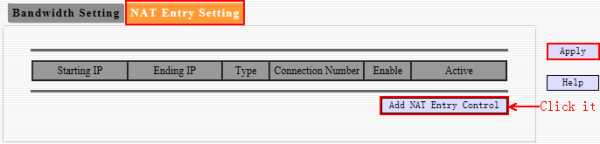 Bandwidth Setting NAT Entry Setting
Apply
Starting IP Ending IP Type Connection Number Enable Active
Help
Add NAT Entry Control Click it